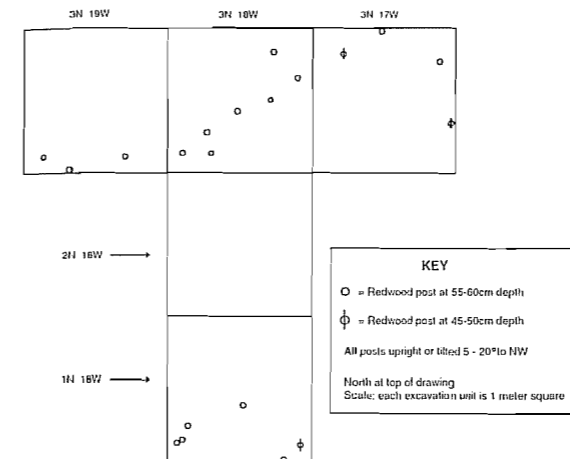 3N 19W
3N 18W
3N 17W
2N 18W
KEY
= Redwood post at 55-60cm depth
= Redwood post at 45-50cm depth
All posts upright or tilted 5 - 20° to NW
1N 18W
North at top of drawing
Scale; each excavation unit is 1 meter square